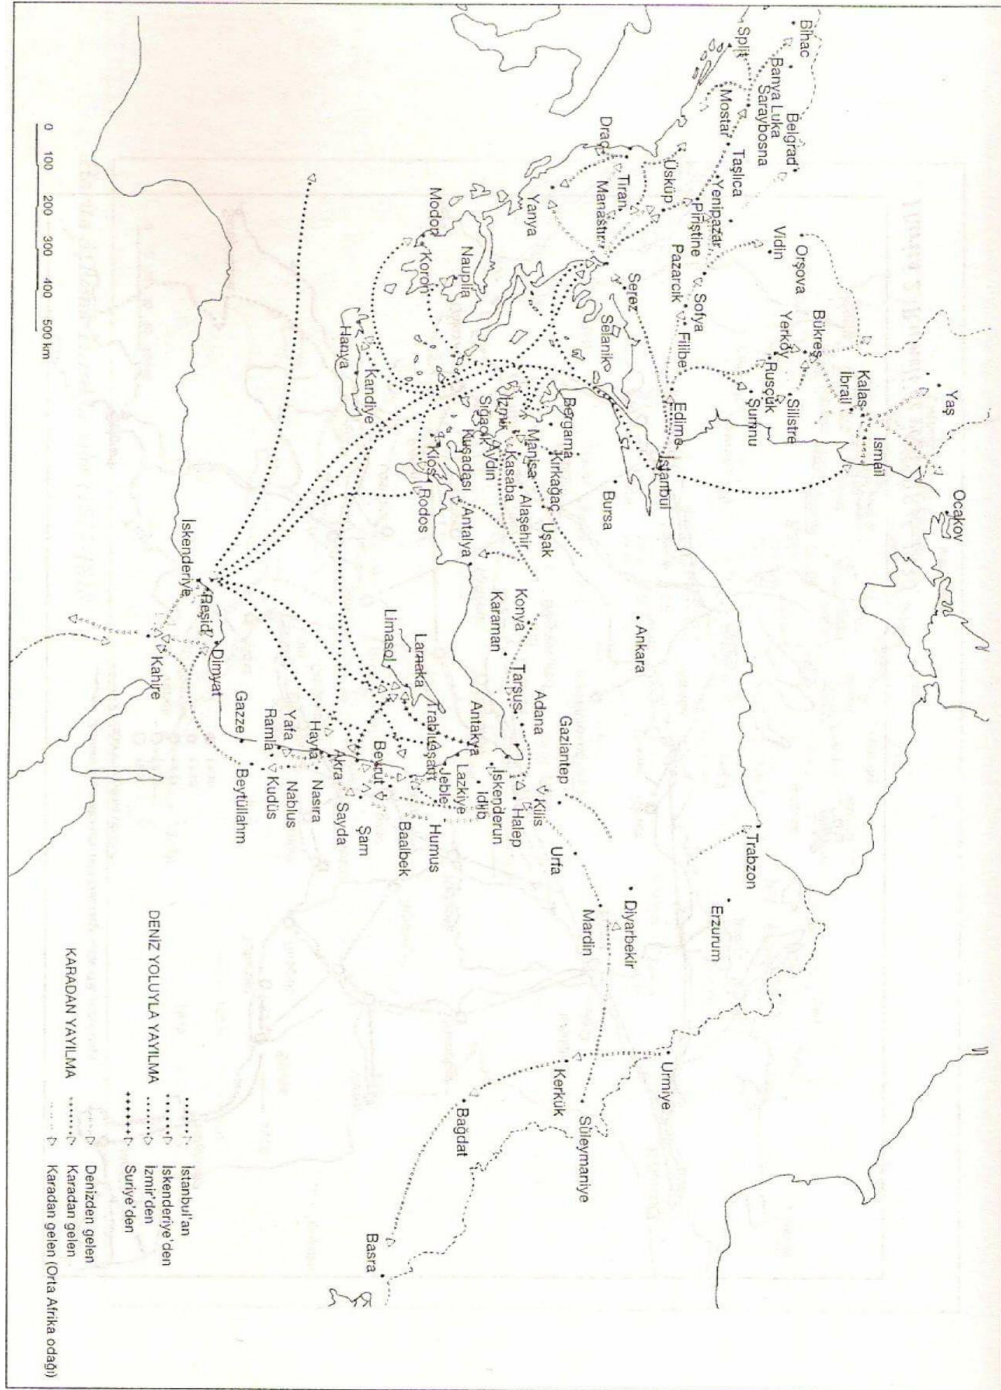 Bihac
Split
Banya Luka
Saraybosna
Mostar
Belgrad
Taşlıca
Yenipazar
Üsküp
Piriştine
Draç
Tiran
Manastır
Yanya
Orşova
Vidin
Sofya
Pazarcık
Filibe
Serez
Selanik
Modon
Koron
Nauplia
Hanya
Kandiye
Bükreş
Yerköy
Rusçuk
Silistre
Şumnu
Kalas
İbrail
Yaş
İsmail
Ocakov
Edirne
İstanbul
Bursa
Bergama
Kırkağaç
Manisa
İzmir
Kasaba
Alaşehir
Uşak
Sığacık
Aydın
Kuşadası
Kios
Rodos
Antalya
Ankara
Konya
Karaman
Tarsus
Adana
Gaziantep
Kilis
Halep
İskenderun
İdlib
Antakya
Lazkiye
Jeble
Trablusşam
Humus
Baalbek
Beyrut
Şam
Sayda
Akra
Nasıra
Hayfa
Nablus
Yafa
Ramla
Kudüs
Gazze
Beytüllahm
Larnaka
Limasol
İskenderiye
Reşid
Dimyat
Kahire
Trabzon
Erzurum
Diyarbekir
Urfa
Mardin
Urmiye
Kerkük
Süleymaniye
Bağdat
Basra
0 100 200 300 400 500 km
DENİZ YOLUYLA YAYILMA
İstanbul'an
İskenderiye'den
İzmir'den
Suriye'den
KARADAN YAYILMA
Denizden gelen
Karadan gelen
Karadan gelen (Orta Afrika odağı)